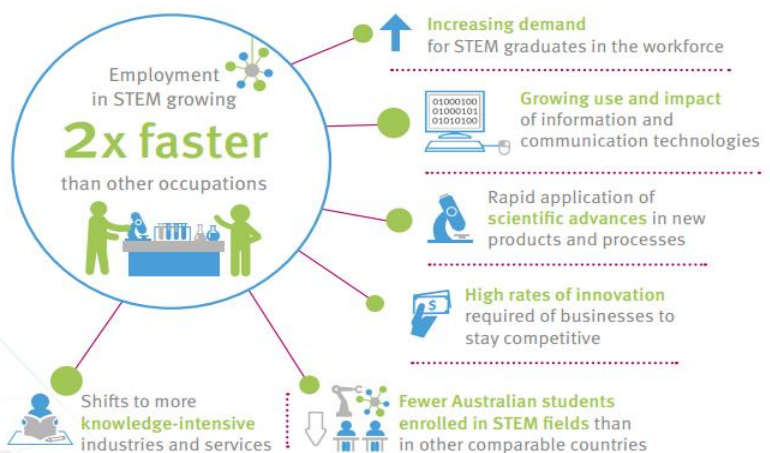 Employment
in STEM growing
2x faster
than other occupations
Increasing demand
for STEM graduates in the workforce
01000100
01000101
01010100
Growing use and impact
of information and
communication technologies
Rapid application of
scientific advances in new
products and processes
$
High rates of innovation
required of businesses to
stay competitive
Shifts to more
knowledge-intensive
industries and services
Fewer Australian students
enrolled in STEM fields than
in other comparable countries